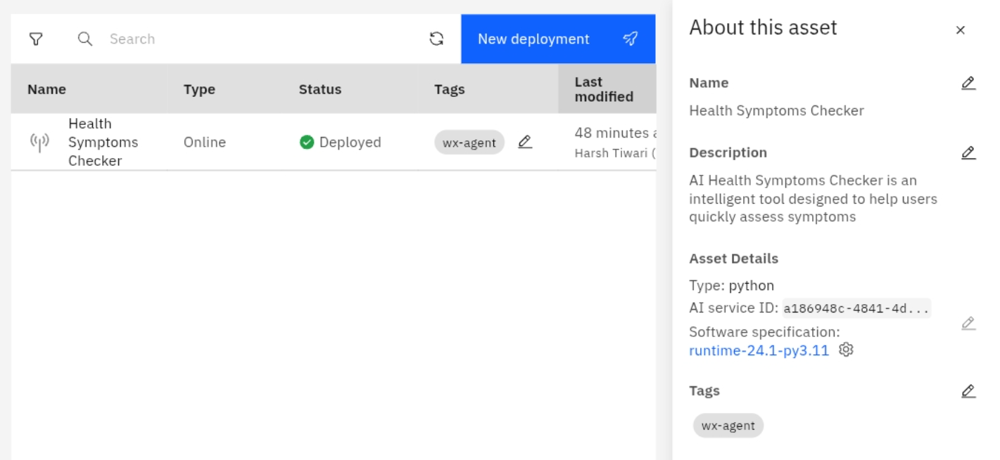 Search
New deployment
Name Type Status Tags Last modified
Health Symptoms Checker
Online
Deployed
wx-agent
48 minutes
Harsh Tiwari (
About this asset
Name
Health Symptoms Checker
Description
AI Health Symptoms Checker is an
intelligent tool designed to help users
quickly assess symptoms
Asset Details
Type: python
AI service ID: a186948c-4841-4d...
Software specification:
runtime-24.1-py3.11
Tags
wx-agent